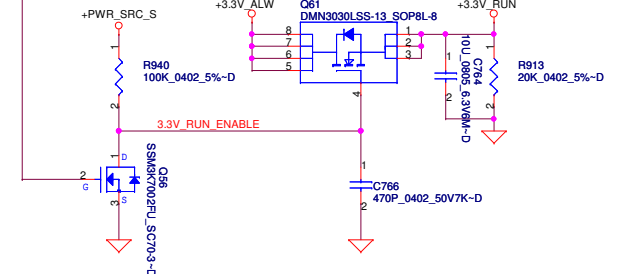 +PWR_SRC_S
+3.3V_ALW
Q61
DMN3030LSS-13_SOP8L-8
+3.3V_RUN
8
7
6
5
1
2
3
4
1
R940
100K_0402_5%~D
2
1
C764
10U_0805_6.3V6M~D
2
1
R913
20K_0402_5%~D
2
3.3V_RUN_ENABLE
1
D
2
G
3
S
Q56
SSM3K7002FU_SC70-3~D
1
C766
470P_0402_50V7K~D
2